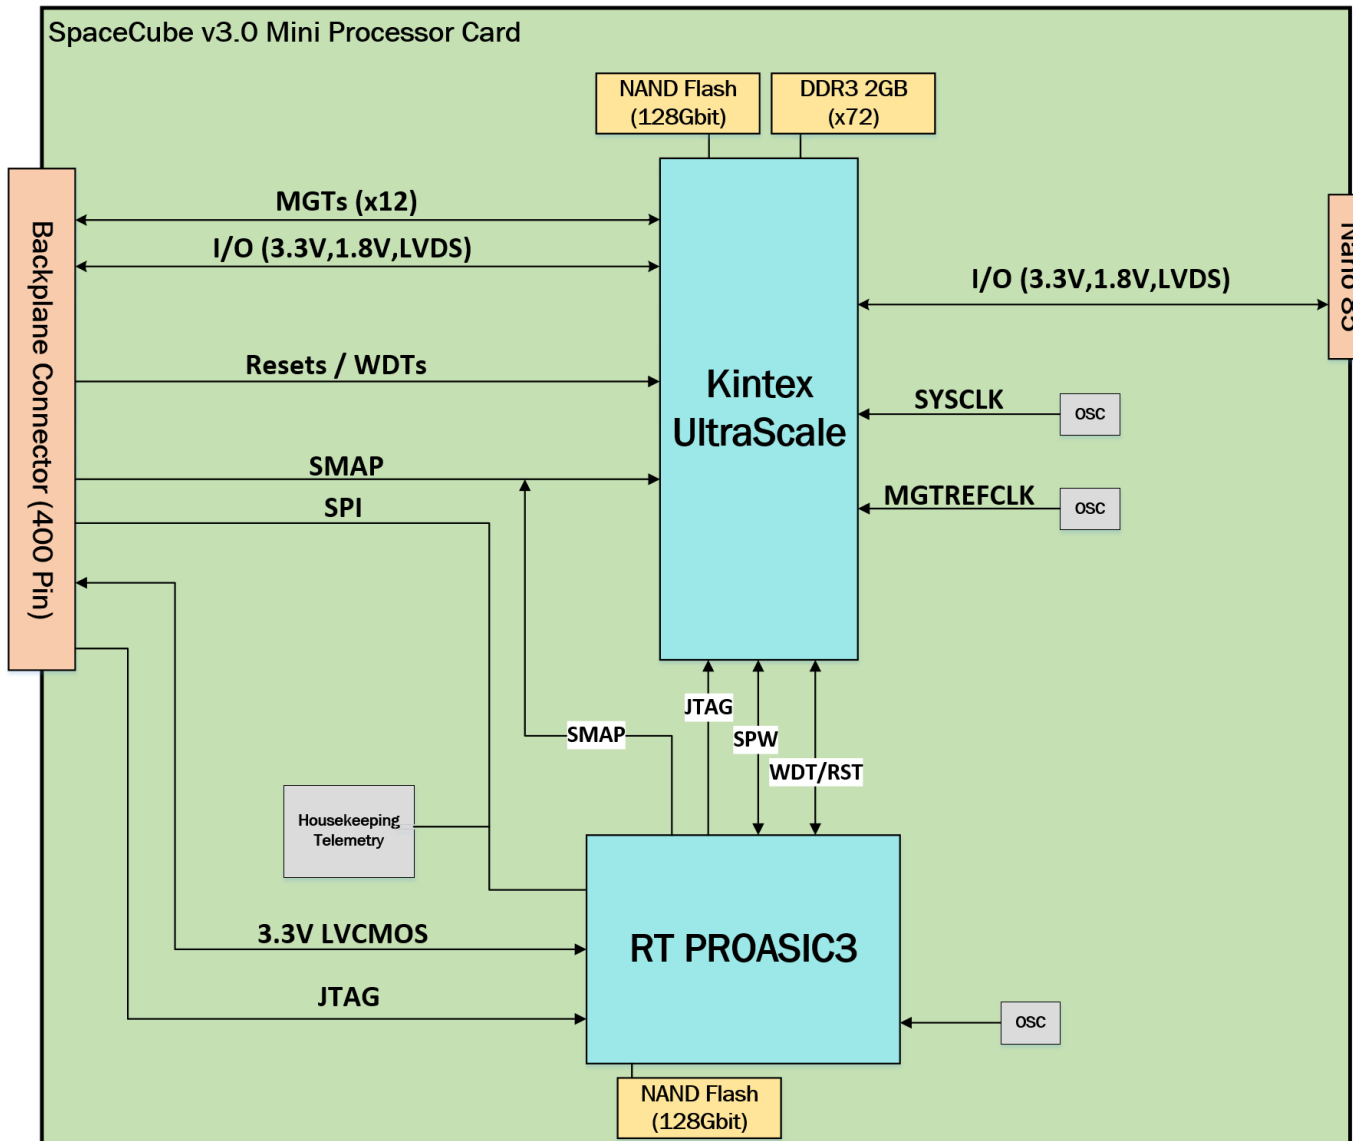 SpaceCube v3.0 Mini Processor Card
NAND Flash
(128Gbit)
DDR3 2GB
(x72)
MGTs (x12)
I/O (3.3V,1.8V,LVDS)
Backplane Connector (400 Pin)
I/O (3.3V,1.8V,LVDS)
Resets / WDTs
Kintex
UltraScale
SYSCLK
OSC
SMAP
SPI
MGTREFCLK
OSC
JTAG
SMAP
SPW
WDT/RST
Housekeeping
Telemetry
3.3V LVCMOS
RT PROASIC3
JTAG
OSC
NAND Flash
(128Gbit)